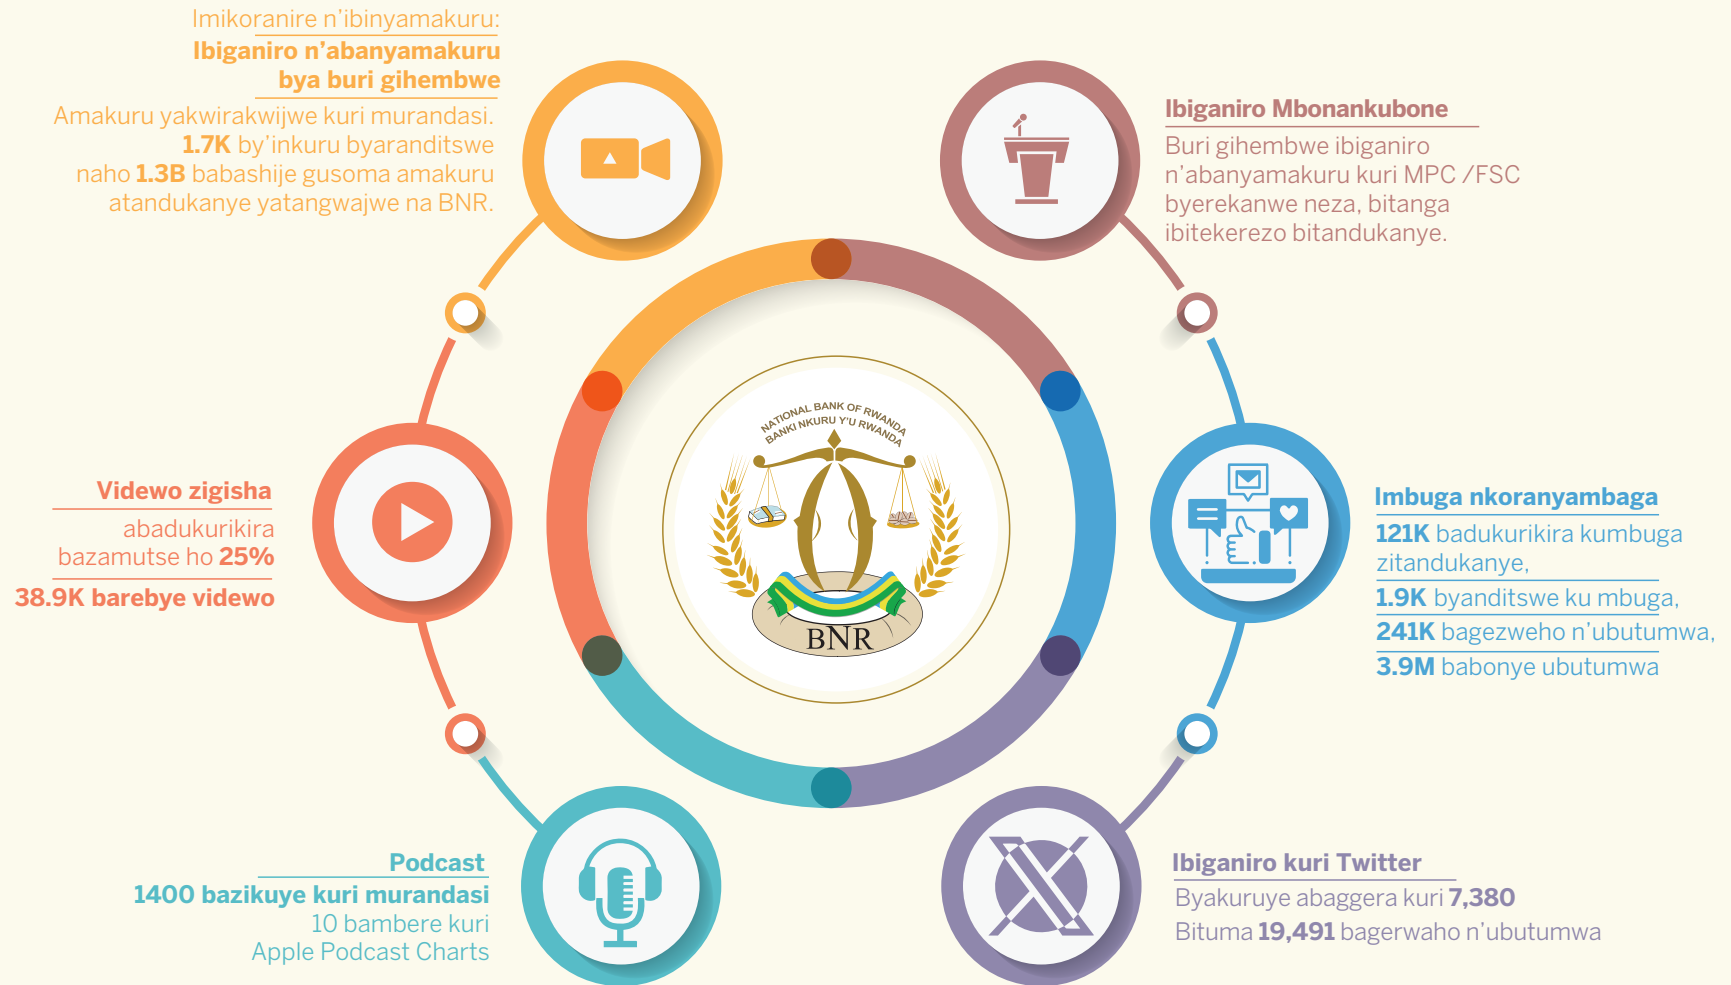 Imikoranire n'ibinyamakuru:
Ibiganiro n'abanyamakuru
bya buri gihembwe
Amakuru yakwirakwijwe kuri murandasi.
1.7K by'inkuru byaranditswe
naho 1.3B babashije gusoma amakuru
atandukanye yatangwajwe na BNR.
Ibiganiro Mbonankubone
Buri gihembwe ibiganiro
n'abanyamakuru kuri MPC /FSC
byerekanwe neza, bitanga
ibitekerezo bitandukanye.
NATIONAL BANK OF RWANDA
BANKI NKURU Y'U RWANDA
BNR
Videwo zigisha
abadukurikira
bazamutse ho 25%
38.9K barebye videwo
Imbuga nkoranyambaga
121K badukurikira kumbuga
zitandukanye,
1.9K byanditswe ku mbuga,
241K bagezweho n'ubutumwa,
3.9M babonye ubutumwa
Podcast
1400 bazikuye kuri murandasi
10 bambere kuri
Apple Podcast Charts
Ibiganiro kuri Twitter
Byakuruye abaggera kuri 7,380
Bituma 19,491 bagerwaho n'ubutumwa